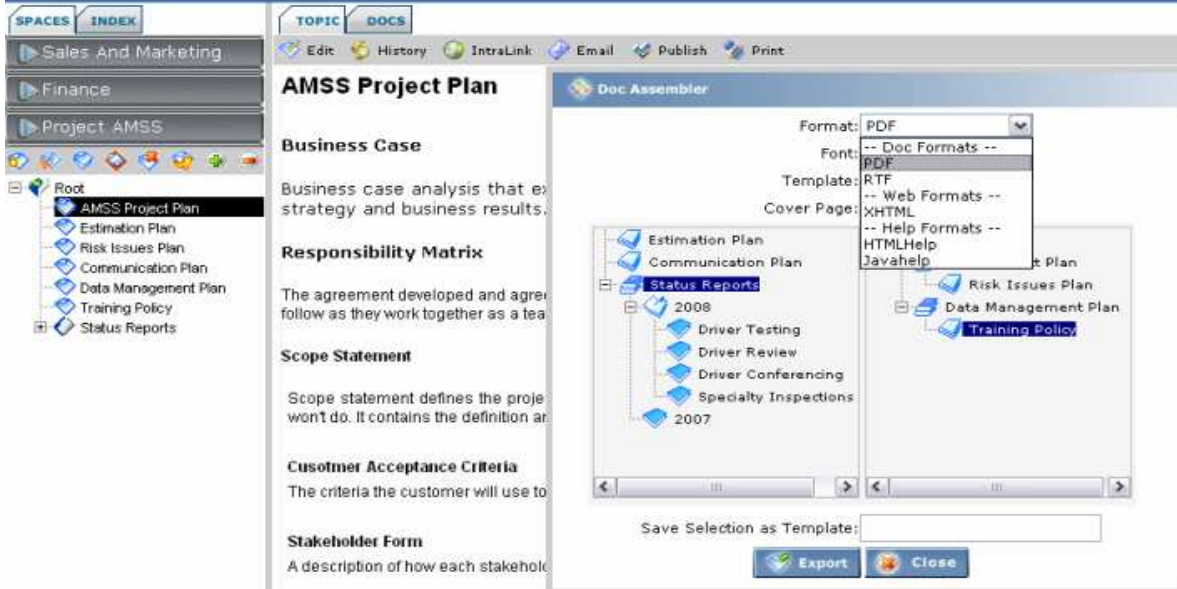 SPACES INDEX
Sales And Marketing
Finance
Project AMSS
Root
AMSS Project Plan
Estimation Plan
Risk Issues Plan
Communication Plan
Data Management Plan
Training Policy
Status Reports
TOPIC DOCS
Edit History IntraLink Email Publish Print
AMSS Project Plan
Business Case
Business case analysis that ex
strategy and business results.
Responsibility Matrix
The agreement developed and agree
follow as they work together as a tea
Scope Statement
Scope statement defines the proje
won't do. It contains the definition an
Cusotmer Acceptance Criteria
The criteria the customer will use to
Stakeholder Form
A description of how each stakehold
Doc Assembler
Format: PDF
Font:
Template:
Cover Page:
-- Doc Formats --
PDF
RTF
-- Web Formats --
XHTML
-- Help Formats --
HTMLHelp
Javahelp
Estimation Plan
Communication Plan
Status Reports
2008
Driver Testing
Driver Review
Driver Conferencing
Specialty Inspections
2007
t Plan
Risk Issues Plan
Data Management Plan
Training Policy
Save Selection as Template:
Export Close